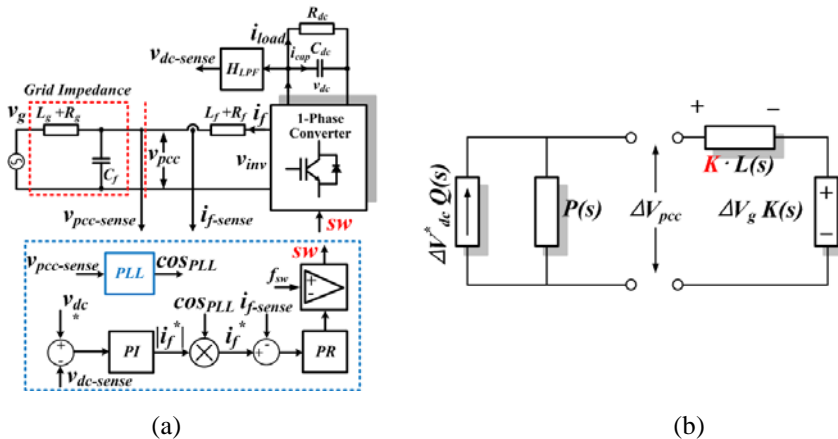 R_dc
i_load
i_cap C_dc
v_dc-sense
H_LPF
v_dc
Grid Impedance
v_g
L_g +R_g
L_f +R_f
i_f
1-Phase
Converter
C_f
v_pcc
v_inv
v_pcc-sense
i_f-sense
sw
sw
v_pcc-sense
PLL
cos_PLL
f_sw
+
-
v_dc
*
cos_PLL i_f-sense
+
-
PI
|i_f*|
i_f*
+
-
PR
v_dc-sense
(a)
+ −
K · L(s)
ΔV*_dc Q(s)
P(s)
ΔV_pcc
ΔV_g K(s)
+
−
(b)